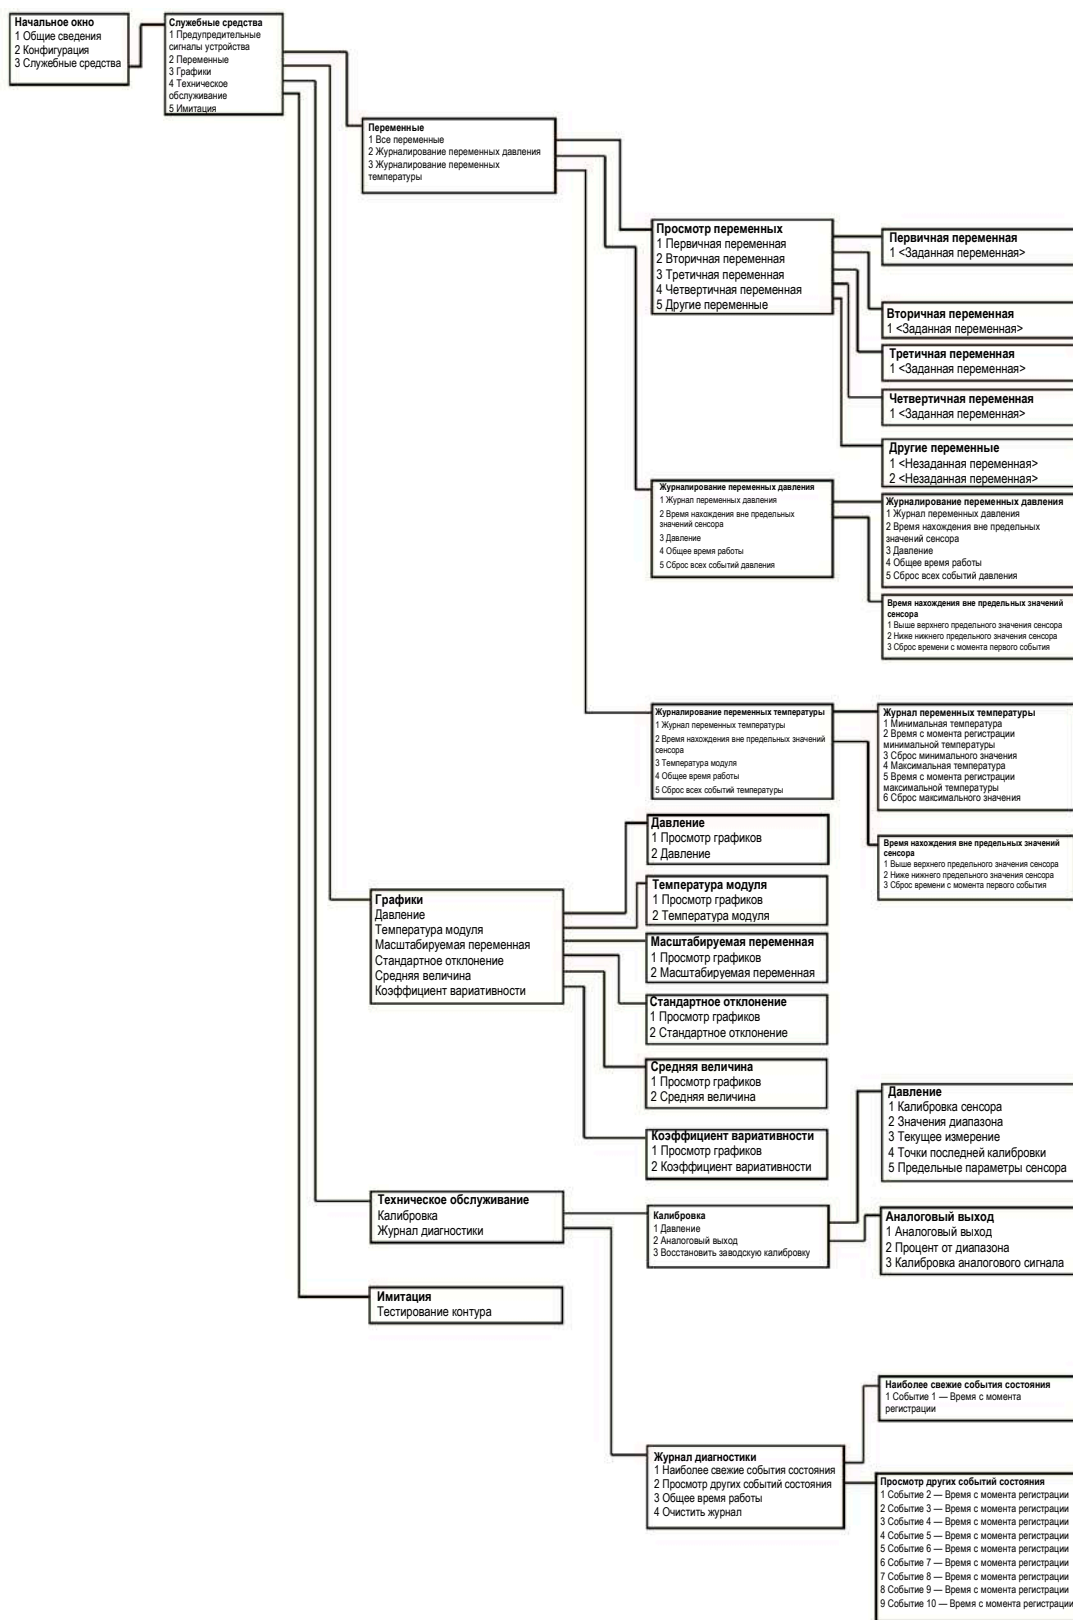 Начальное окно
1 Общие сведения
2 Конфигурация
3 Служебные средства
Служебные средства
1 Предупредительные
сигналы устройства
2 Переменные
3 Графики
4 Техническое
обслуживание
5 Имитация
Переменные
1 Все переменные
2 Журналирование переменных давления
3 Журналирование переменных
температуры
Просмотр переменных
1 Первичная переменная
2 Вторичная переменная
3 Третичная переменная
4 Четвертичная переменная
5 Другие переменные
Первичная переменная
1 <Заданная переменная>
Вторичная переменная
1 <Заданная переменная>
Третичная переменная
1 <Заданная переменная>
Четвертичная переменная
1 <Заданная переменная>
Другие переменные
1 <Незаданная переменная>
2 <Незаданная переменная>
Журналирование переменных давления
1 Журнал переменных давления
2 Время нахождения вне предельных
значений сенсора
3 Давление
4 Общее время работы
5 Сброс всех событий давления
Журналирование переменных давления
1 Журнал переменных давления
2 Время нахождения вне предельных
значений сенсора
3 Давление
4 Общее время работы
5 Сброс всех событий давления
Время нахождения вне предельных значений
сенсора
1 Выше верхнего предельного значения сенсора
2 Ниже нижнего предельного значения сенсора
3 Сброс времени с момента первого события
Журналирование переменных температуры
1 Журнал переменных температуры
2 Время нахождения вне предельных значений
сенсора
3 Температура модуля
4 Общее время работы
5 Сброс всех событий температуры
Журнал переменных температуры
1 Минимальная температура
2 Время с момента регистрации
минимальной температуры
3 Сброс минимального значения
4 Максимальная температура
5 Время с момента регистрации
максимальной температуры
6 Сброс максимального значения
Время нахождения вне предельных значений
сенсора
1 Выше верхнего предельного значения сенсора
2 Ниже нижнего предельного значения сенсора
3 Сброс времени с момента первого события
Графики
Давление
Температура модуля
Масштабируемая переменная
Стандартное отклонение
Средняя величина
Коэффициент вариативности
Давление
1 Просмотр графиков
2 Давление
Температура модуля
1 Просмотр графиков
2 Температура модуля
Масштабируемая переменная
1 Просмотр графиков
2 Масштабируемая переменная
Стандартное отклонение
1 Просмотр графиков
2 Стандартное отклонение
Средняя величина
1 Просмотр графиков
2 Средняя величина
Коэффициент вариативности
1 Просмотр графиков
2 Коэффициент вариативности
Техническое обслуживание
Калибровка
Журнал диагностики
Калибровка
1 Давление
2 Аналоговый выход
3 Восстановить заводскую калибровку
Давление
1 Калибровка сенсора
2 Значения диапазона
3 Текущее измерение
4 Точки последней калибровки
5 Предельные параметры сенсора
Аналоговый выход
1 Аналоговый выход
2 Процент от диапазона
3 Калибровка аналогового сигнала
Имитация
Тестирование контура
Журнал диагностики
1 Наиболее свежие события состояния
2 Просмотр других событий состояния
3 Общее время работы
4 Очистить журнал
Наиболее свежие события состояния
1 Событие 1 — Время с момента
регистрации
Просмотр других событий состояния
1 Событие 2 — Время с момента регистрации
2 Событие 3 — Время с момента регистрации
3 Событие 4 — Время с момента регистрации
4 Событие 5 — Время с момента регистрации
5 Событие 6 — Время с момента регистрации
6 Событие 7 — Время с момента регистрации
7 Событие 8 — Время с момента регистрации
8 Событие 9 — Время с момента регистрации
9 Событие 10 — Время с момента регистрации